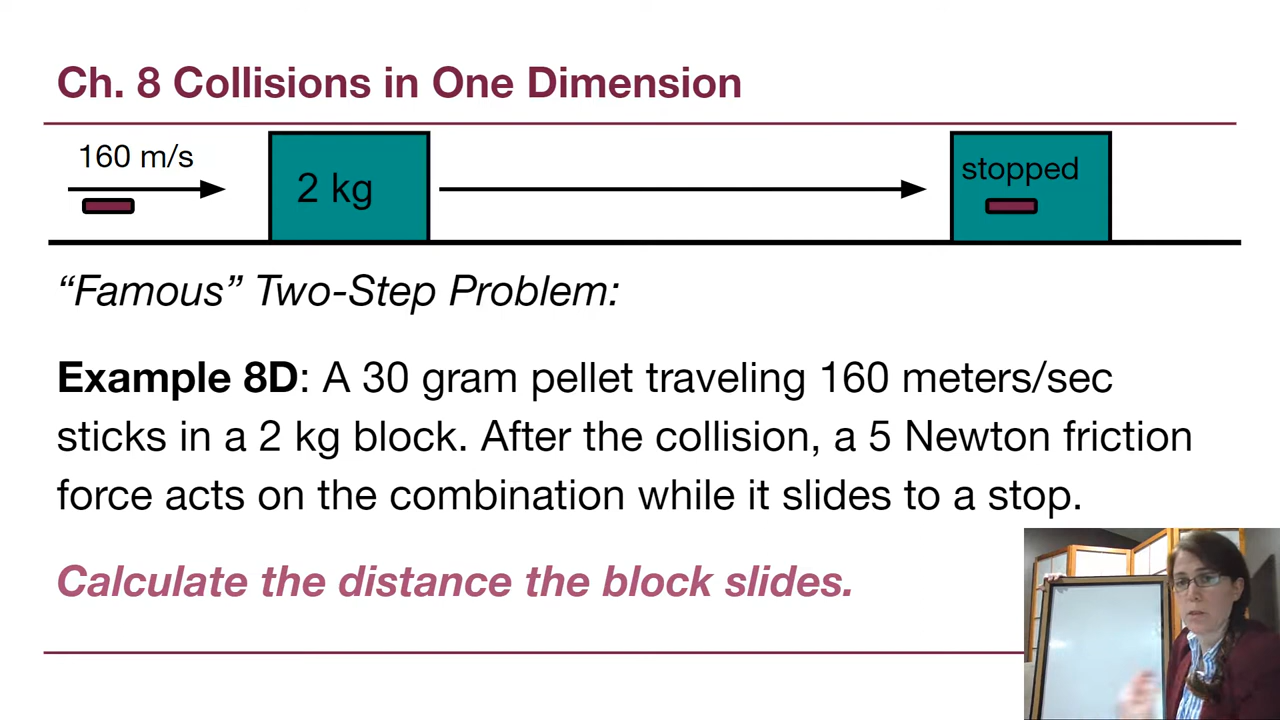 Ch. 8 Collisions in One Dimension
160 m/s
2 kg
stopped
“Famous” Two-Step Problem:
Example 8D: A 30 gram pellet traveling 160 meters/sec
sticks in a 2 kg block. After the collision, a 5 Newton friction
force acts on the combination while it slides to a stop.
Calculate the distance the block slides.